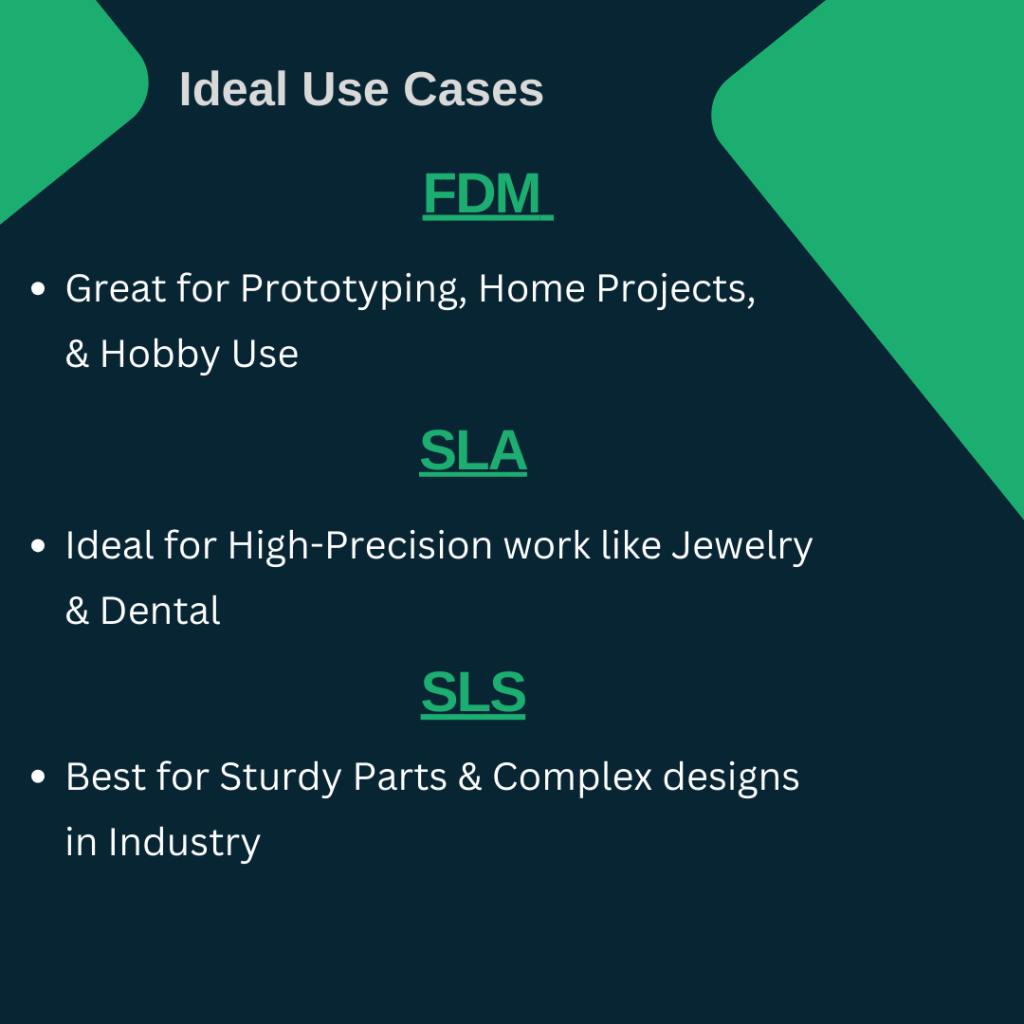 Ideal Use Cases
FDM
• Great for Prototyping, Home Projects,
& Hobby Use
SLA
• Ideal for High-Precision work like Jewelry
& Dental
SLS
• Best for Sturdy Parts & Complex designs
in Industry